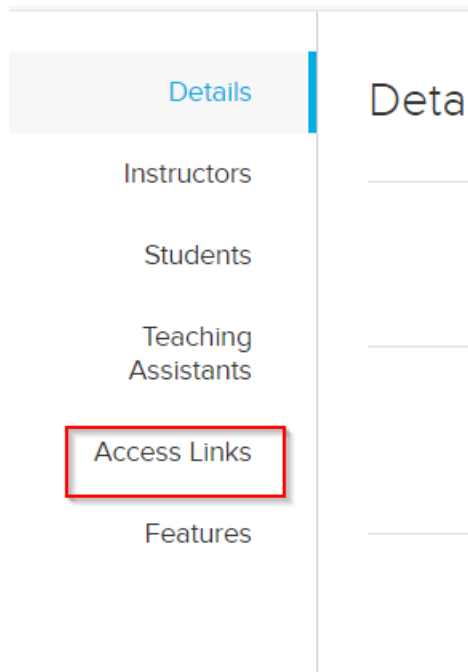 Details
Deta
Instructors
Students
Teaching
Assistants
Access Links
Features